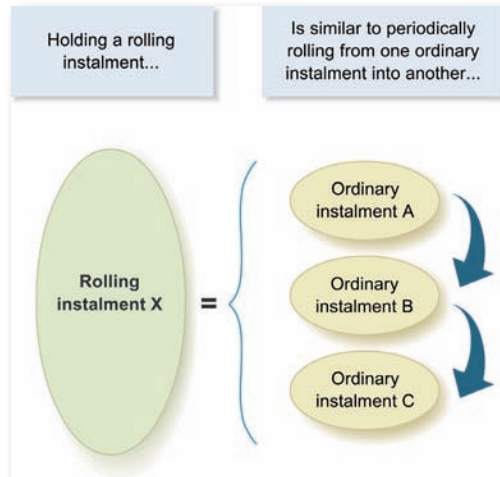 Holding a rolling
instalment...
Is similar to periodically
rolling from one ordinary
instalment into another...
Rolling
instalment X
=
Ordinary
instalment A
Ordinary
instalment B
Ordinary
instalment C